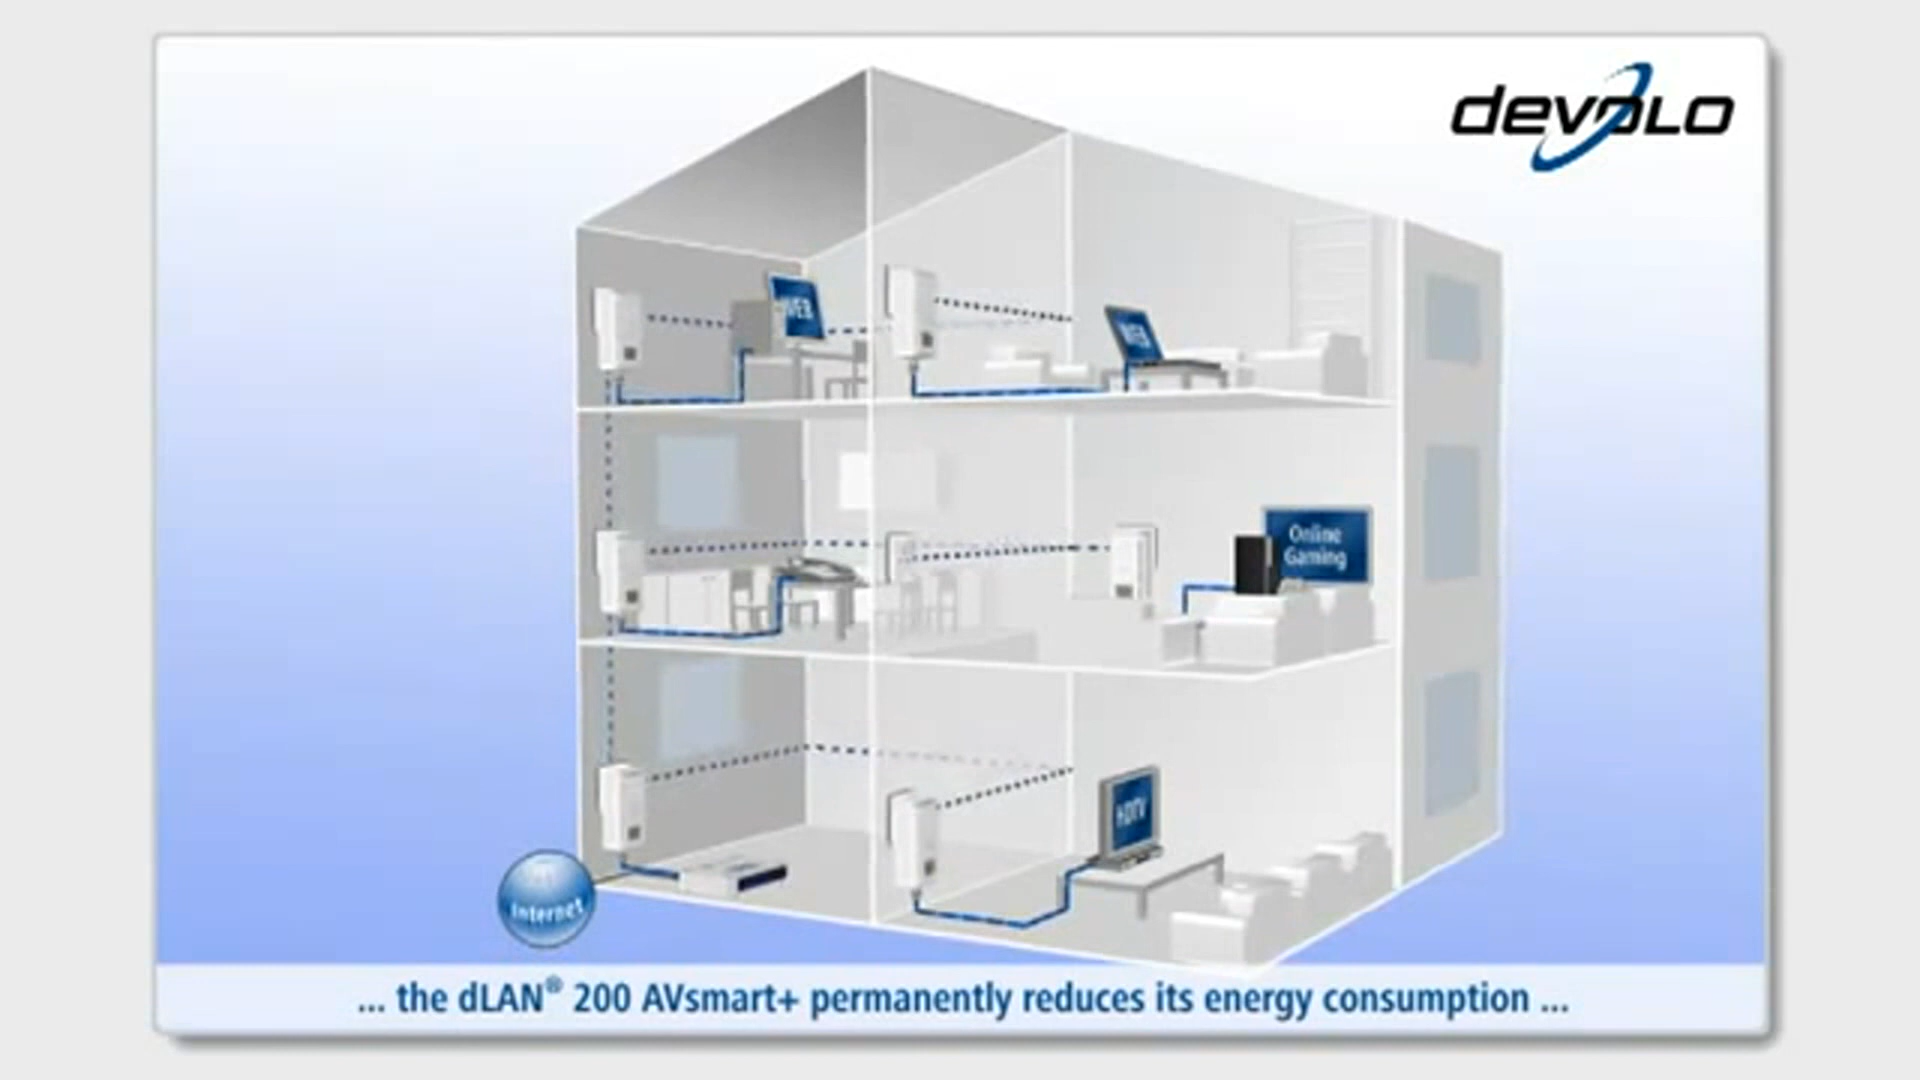 devolo
WEB
WEB
Online
Gaming
HDTV
Internet
... the dLAN® 200 AVsmart+ permanently reduces its energy consumption ...